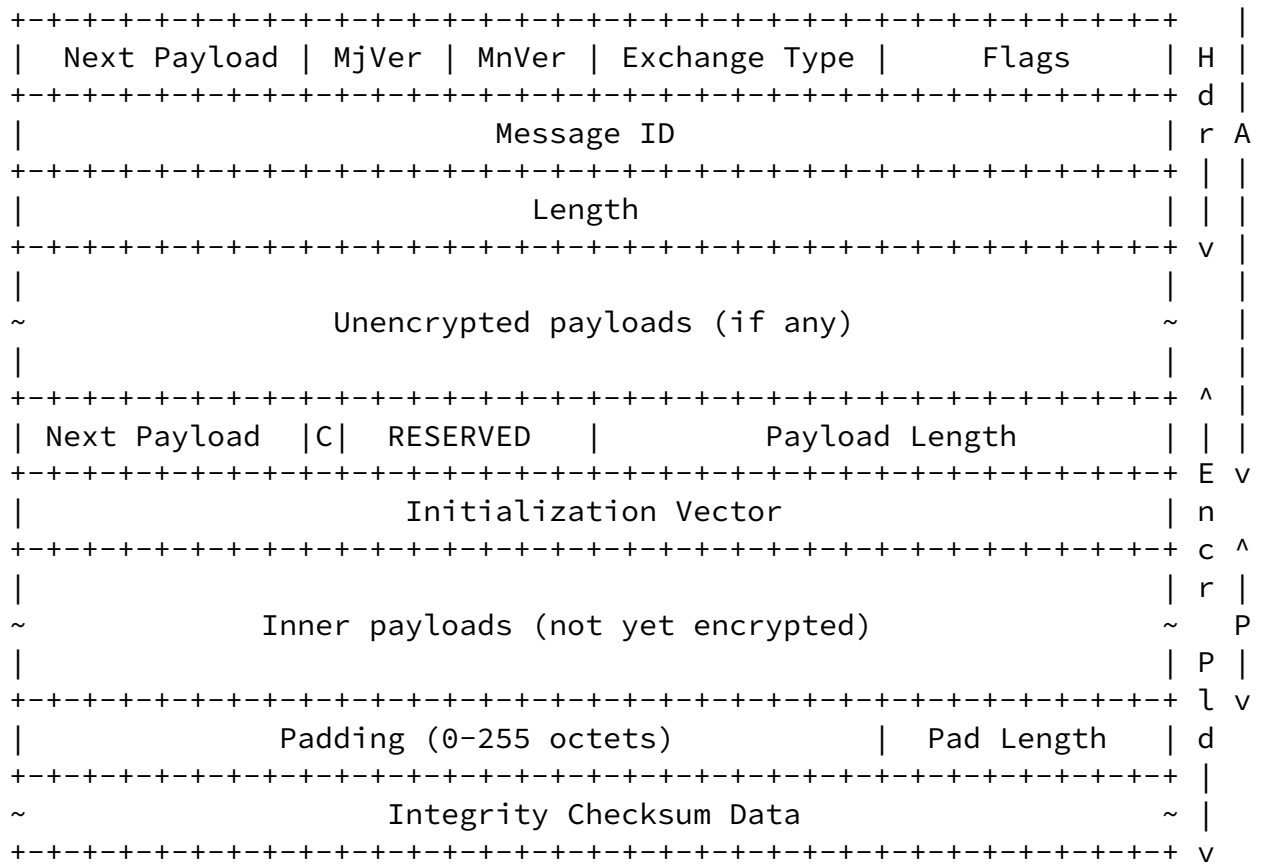 +-+-+-+-+-+-+-+-+-+-+-+-+-+-+-+-+-+-+-+-+-+-+-+-+-+-+-+-+-+-+-+-+   |
|  Next Payload | MjVer | MnVer | Exchange Type |     Flags     | H |
+-+-+-+-+-+-+-+-+-+-+-+-+-+-+-+-+-+-+-+-+-+-+-+-+-+-+-+-+-+-+-+-+ d |
|                          Message ID                           | r A
+-+-+-+-+-+-+-+-+-+-+-+-+-+-+-+-+-+-+-+-+-+-+-+-+-+-+-+-+-+-+-+-+ | |
|                            Length                             | | |
+-+-+-+-+-+-+-+-+-+-+-+-+-+-+-+-+-+-+-+-+-+-+-+-+-+-+-+-+-+-+-+-+ v |
|                                                               |   |
~                 Unencrypted payloads (if any)                 ~   |
|                                                               |   |
+-+-+-+-+-+-+-+-+-+-+-+-+-+-+-+-+-+-+-+-+-+-+-+-+-+-+-+-+-+-+-+-+ ^ |
| Next Payload  |C|  RESERVED   |         Payload Length        | | |
+-+-+-+-+-+-+-+-+-+-+-+-+-+-+-+-+-+-+-+-+-+-+-+-+-+-+-+-+-+-+-+-+ E v
|                     Initialization Vector                     | n
+-+-+-+-+-+-+-+-+-+-+-+-+-+-+-+-+-+-+-+-+-+-+-+-+-+-+-+-+-+-+-+-+ c ^
|                                                               | r |
~             Inner payloads (not yet encrypted)                ~   P
|                                                               | P |
+-+-+-+-+-+-+-+-+-+-+-+-+-+-+-+-+-+-+-+-+-+-+-+-+-+-+-+-+-+-+-+-+ l v
|              Padding (0-255 octets)           |  Pad Length   | d
+-+-+-+-+-+-+-+-+-+-+-+-+-+-+-+-+-+-+-+-+-+-+-+-+-+-+-+-+-+-+-+-+ |
~                    Integrity Checksum Data                    ~ |
+-+-+-+-+-+-+-+-+-+-+-+-+-+-+-+-+-+-+-+-+-+-+-+-+-+-+-+-+-+-+-+-+ v